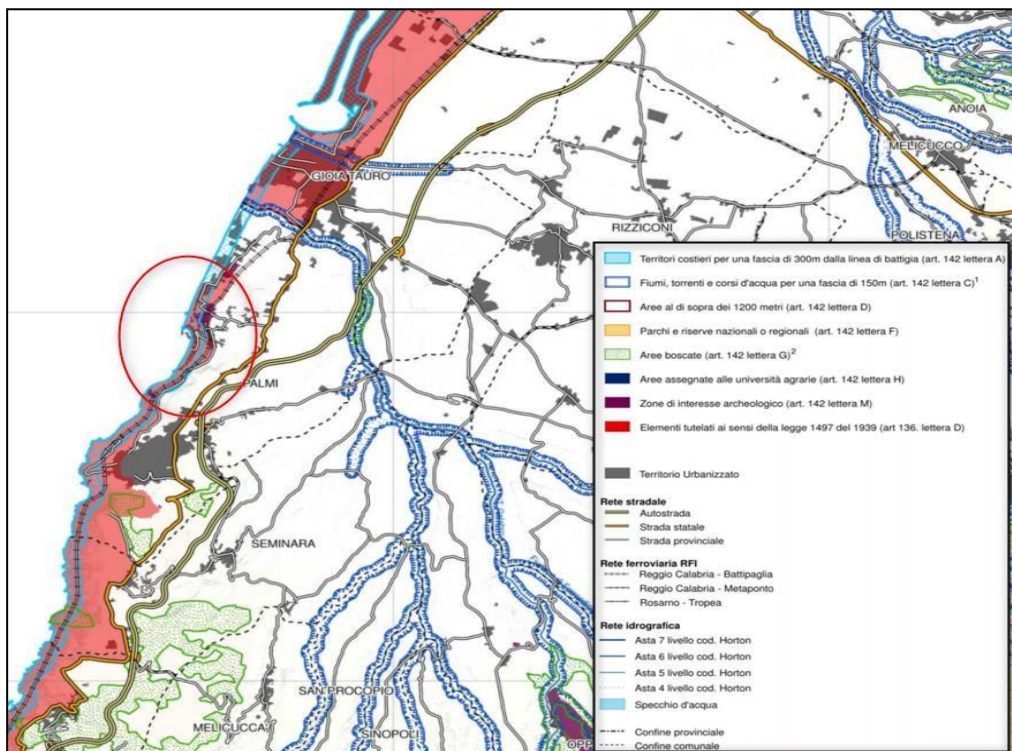 ANOIA
MELICUCCO
GIOIA TAURO
RIZZICONI
POLISTENA
PALMI
SEMINARA
SAN PROCOPIO
MELICUCCA
SINOPOLI
OPP
Territori costieri per una fascia di 300m dalla linea di battigia (art. 142 lettera A)
Fiumi, torrenti e corsi d'acqua per una fascia di 150m (art. 142 lettera C)1
Aree al di sopra dei 1200 metri (art. 142 lettera D)
Parchi e riserve nazionali o regionali (art. 142 lettera F)
Aree boscate (art. 142 lettera G)2
Aree assegnate alle università agrarie (art. 142 lettera H)
Zone di interesse archeologico (art. 142 lettera M)
Elementi tutelati ai sensi della legge 1497 del 1939 (art 136. lettera D)
Territorio Urbanizzato
Rete stradale
Autostrada
Strada statale
Strada provinciale
Rete ferroviaria RFI
Reggio Calabria - Battipaglia
Reggio Calabria - Metaponto
Rosarno - Tropea
Rete idrografica
Asta 7 livello cod. Horton
Asta 6 livello cod. Horton
Asta 5 livello cod. Horton
Asta 4 livello cod. Horton
Specchio d'acqua
Confine provinciale
Confine comunale